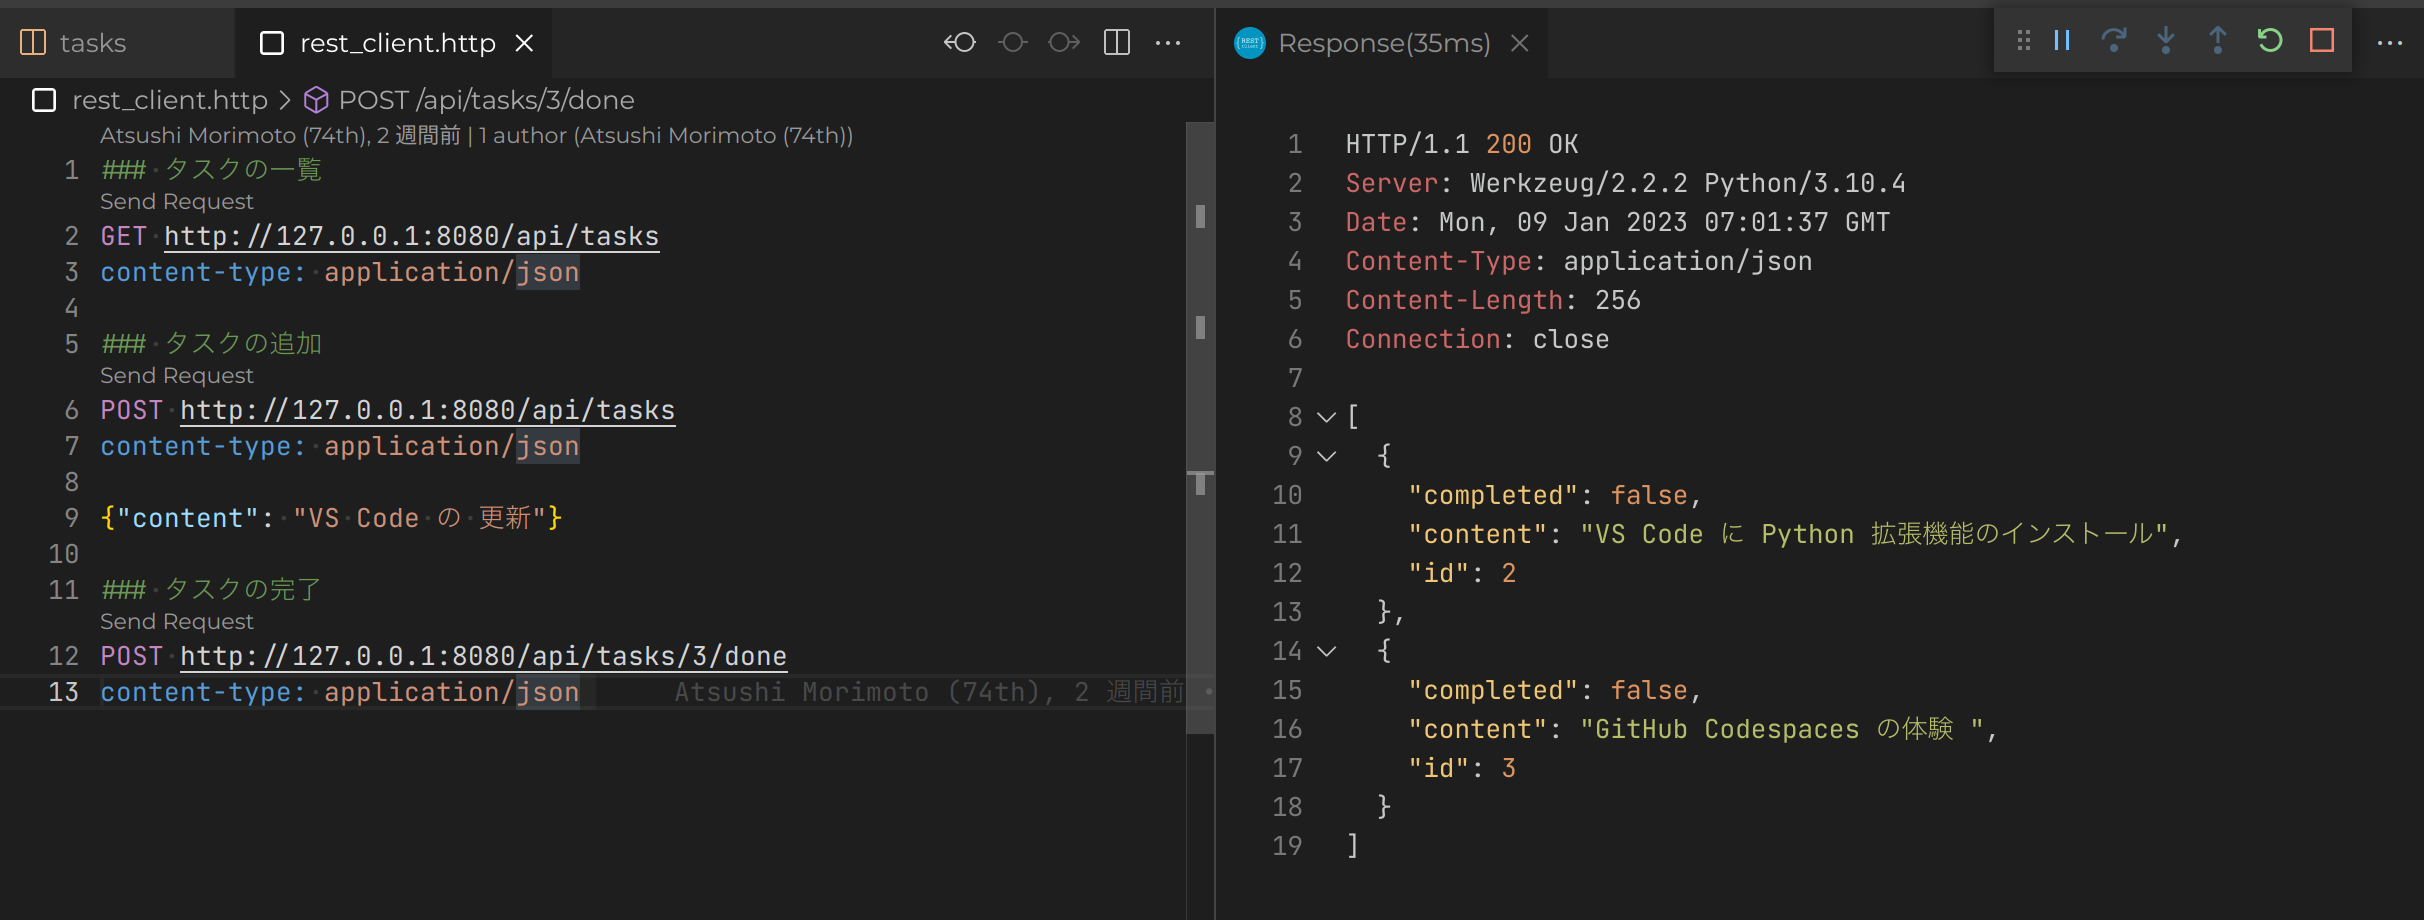 tasks
rest_client.http
rest_client.http > POST /api/tasks/3/done
Atsushi Morimoto (74th), 2 週間前 | 1 author (Atsushi Morimoto (74th))
1 ### タスクの一覧
Send Request
2 GET http://127.0.0.1:8080/api/tasks
3 content-type: application/json
4
5 ### タスクの追加
Send Request
6 POST http://127.0.0.1:8080/api/tasks
7 content-type: application/json
8
9 {"content": "VS Code の 更新"}
10
11 ### タスクの完了
Send Request
12 POST http://127.0.0.1:8080/api/tasks/3/done
13 content-type: application/json Atsushi Morimoto (74th), 2 週間前 •
REST Client
Response(35ms)
1 HTTP/1.1 200 OK
2 Server: Werkzeug/2.2.2 Python/3.10.4
3 Date: Mon, 09 Jan 2023 07:01:37 GMT
4 Content-Type: application/json
5 Content-Length: 256
6 Connection: close
7
8 [
9 {
10 "completed": false,
11 "content": "VS Code に Python 拡張機能のインストール",
12 "id": 2
13 },
14 {
15 "completed": false,
16 "content": "GitHub Codespaces の体験 ",
17 "id": 3
18 }
19 ]